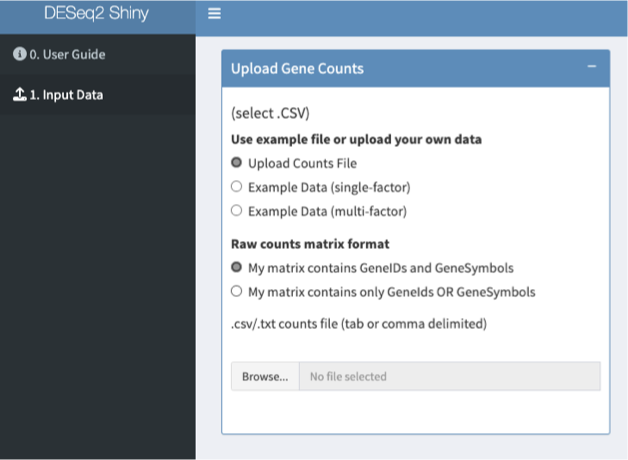 DESeq2 Shiny
0. User Guide
1. Input Data
Upload Gene Counts
(select .CSV)
Use example file or upload your own data
Upload Counts File
Example Data (single-factor)
Example Data (multi-factor)
Raw counts matrix format
My matrix contains GeneIDs and GeneSymbols
My matrix contains only GeneIds OR GeneSymbols
.csv/.txt counts file (tab or comma delimited)
Browse... No file selected